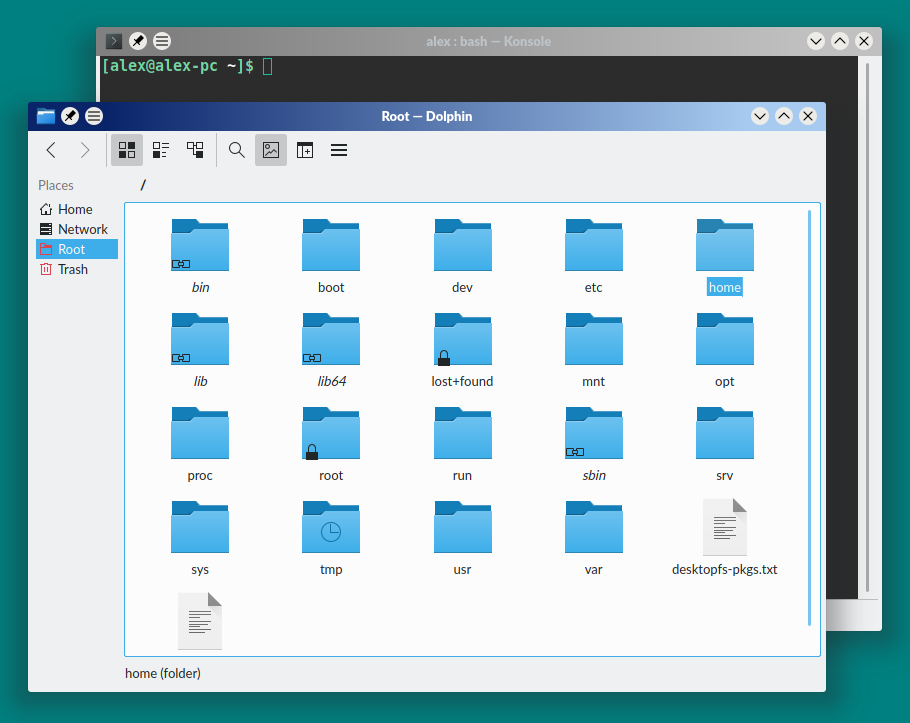 alex : bash — Konsole
[alex@alex-pc ~]$
Root — Dolphin
Places
/
Home
Network
Root
Trash
bin boot dev etc home
lib lib64 lost+found mnt opt
proc root run sbin srv
sys tmp usr var desktopfs-pkgs.txt
home (folder)